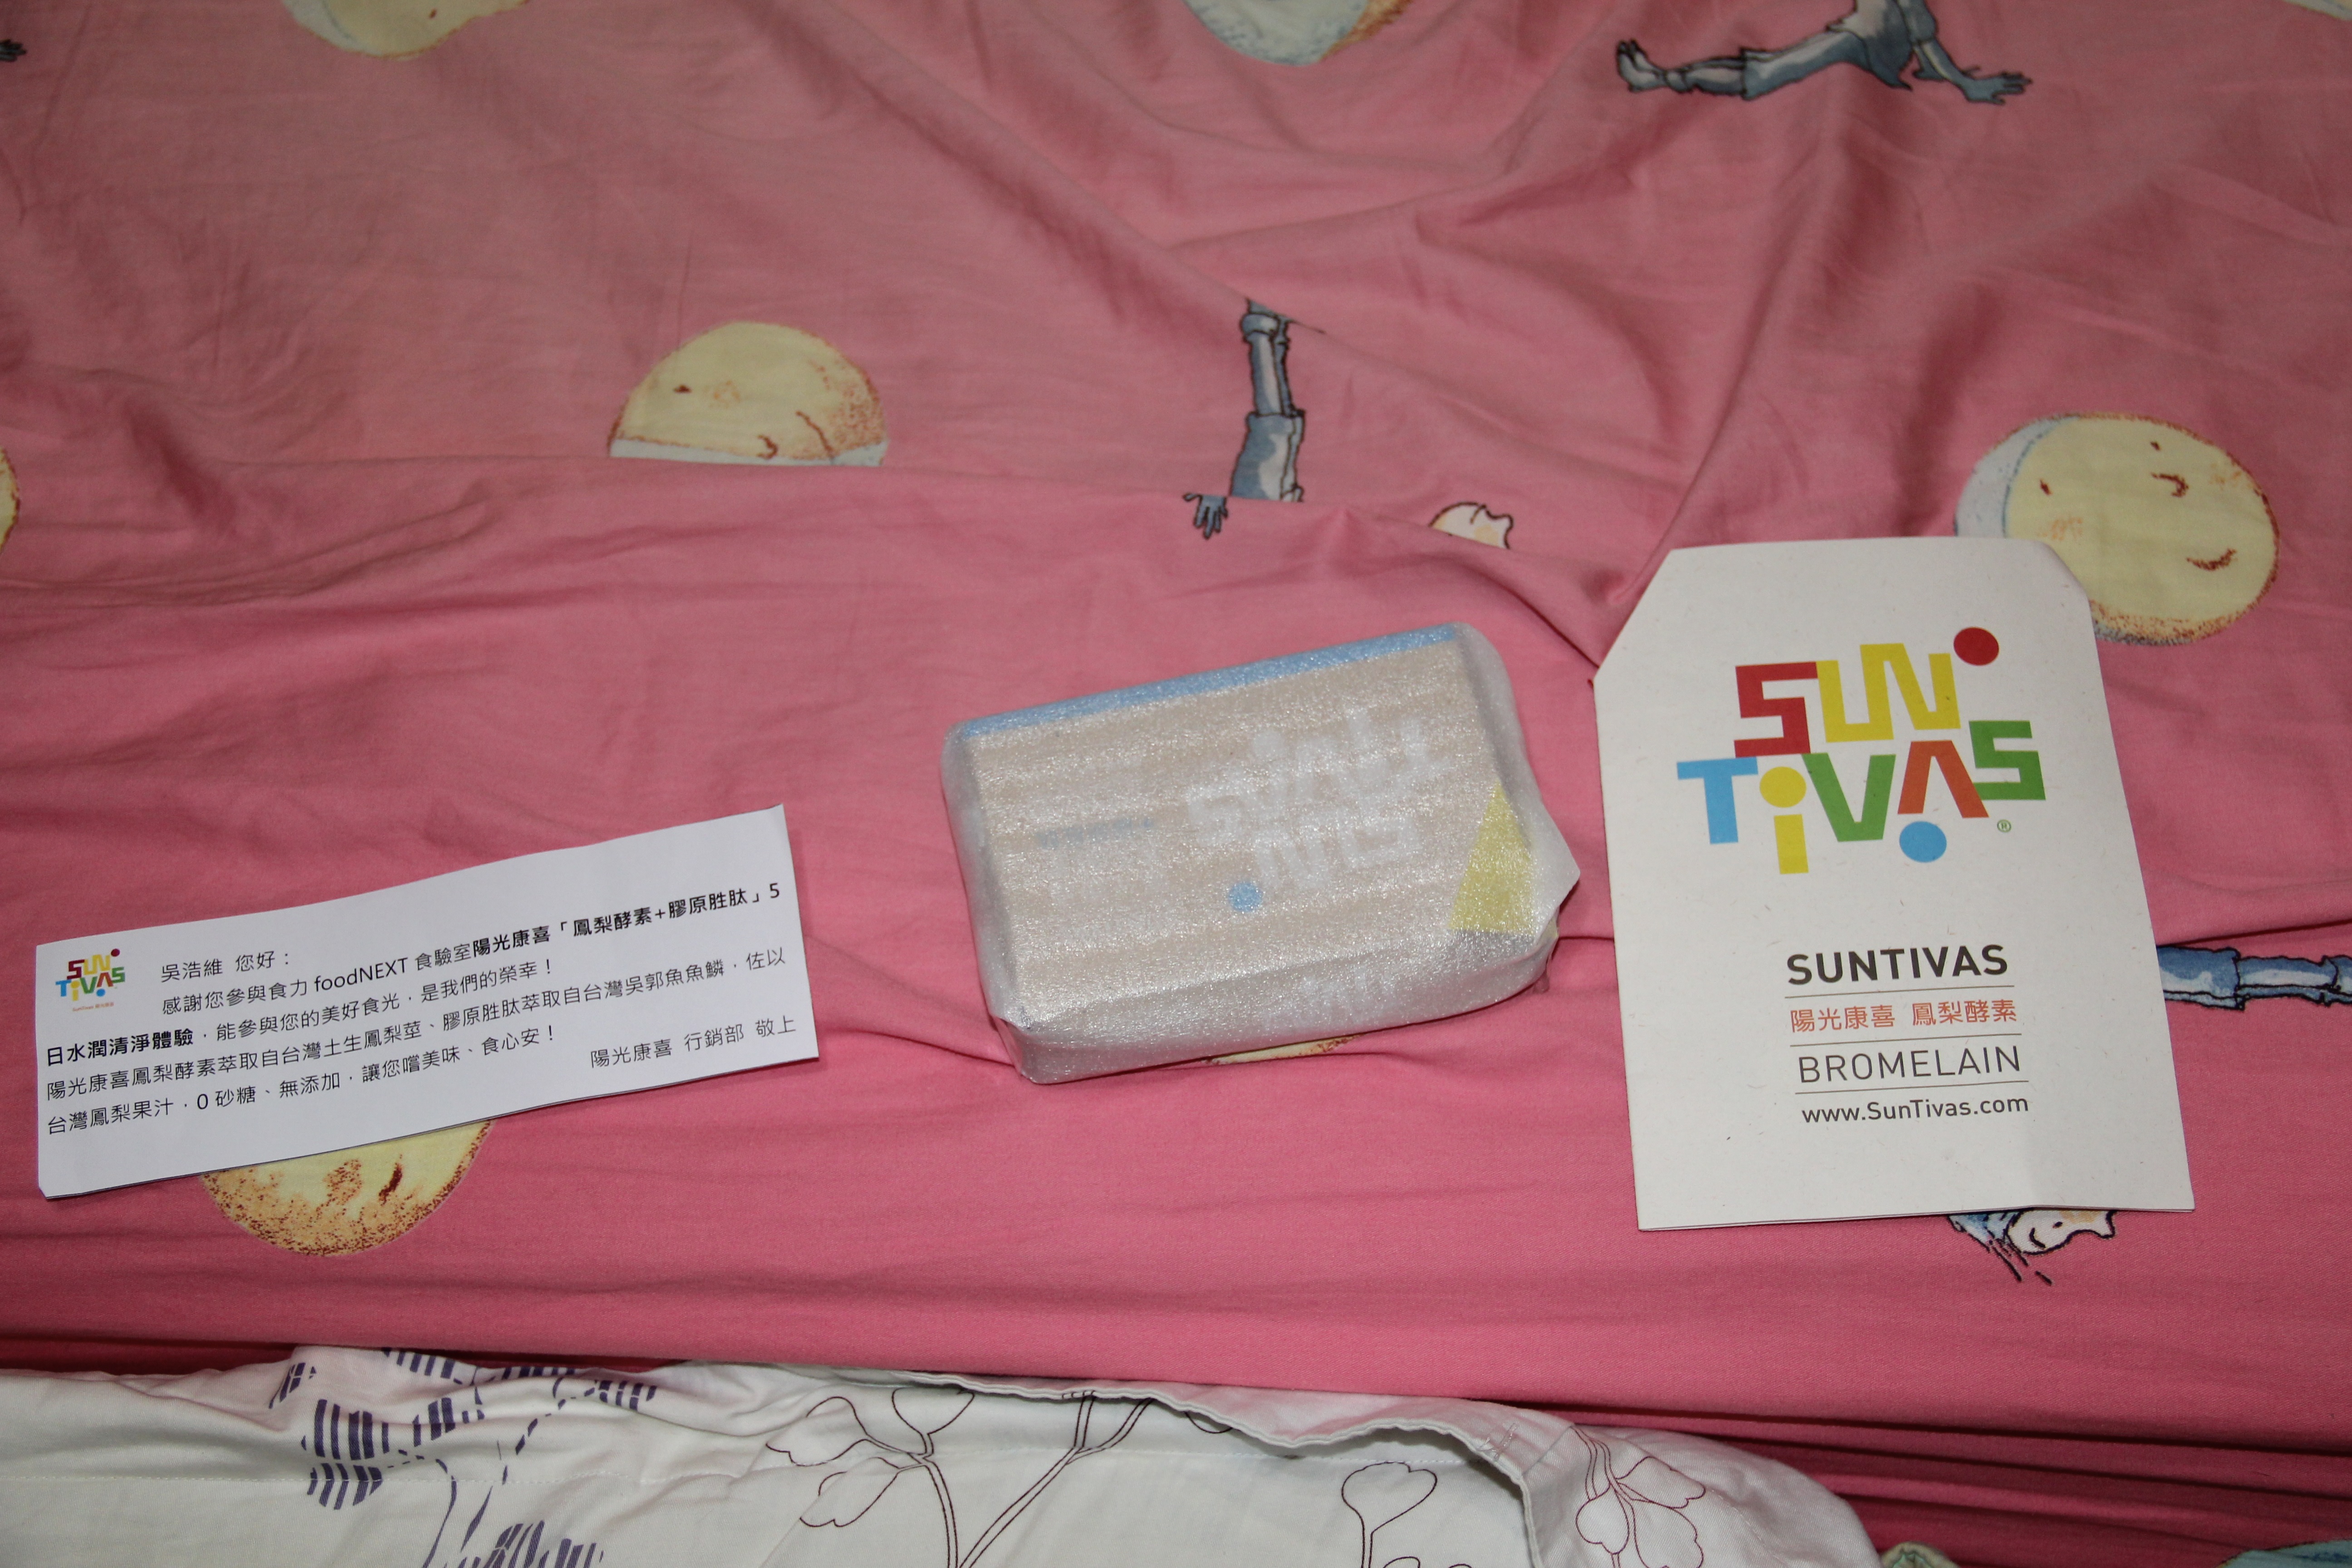 SUN
TiVAS
吳浩維 您好：
感謝您參與食力 foodNEXT 食驗室陽光康喜「鳳梨酵素+膠原胜肽」5
日水潤清淨體驗，能參與您的美好食光，是我們的榮幸！
陽光康喜鳳梨酵素萃取自台灣土生鳳梨莖、膠原胜肽萃取自台灣吳郭魚魚鱗，佐以
台灣鳳梨果汁，0 砂糖、無添加，讓您嚐美味、食心安！
陽光康喜 行銷部 敬上
SUN
TiVAS®
SUNTIVAS
陽光康喜 鳳梨酵素
BROMELAIN
www.SunTivas.com